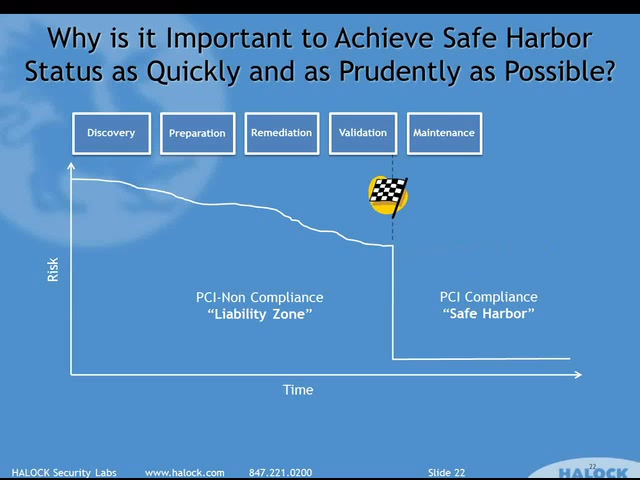 Why is it Important to Achieve Safe Harbor
Status as Quickly and as Prudently as Possible?
Discovery
Preparation
Remediation
Validation
Maintenance
Risk
PCI-Non Compliance
“Liability Zone”
PCI Compliance
“Safe Harbor”
Time
HALOCK Security Labs www.halock.com 847.221.0200 Slide 22
22
HALOCK